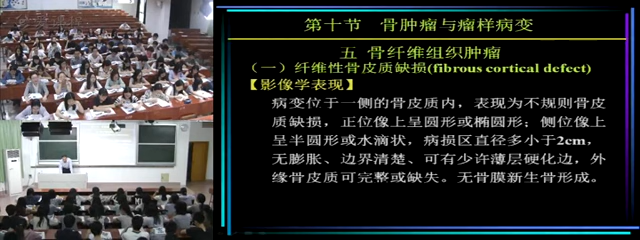 第十节 骨肿瘤与瘤样病变
五 骨纤维组织肿瘤
（一）纤维性骨皮质缺损(fibrous cortical defect)
【影像学表现】
病变位于一侧的骨皮质内，表现为不规则骨皮
质缺损，正位像上呈圆形或椭圆形；侧位像上
呈半圆形或水滴状，病损区直径多小于2cm，
无膨胀、边界清楚、可有少许薄层硬化边，外
缘骨皮质可完整或缺失。无骨膜新生骨形成。